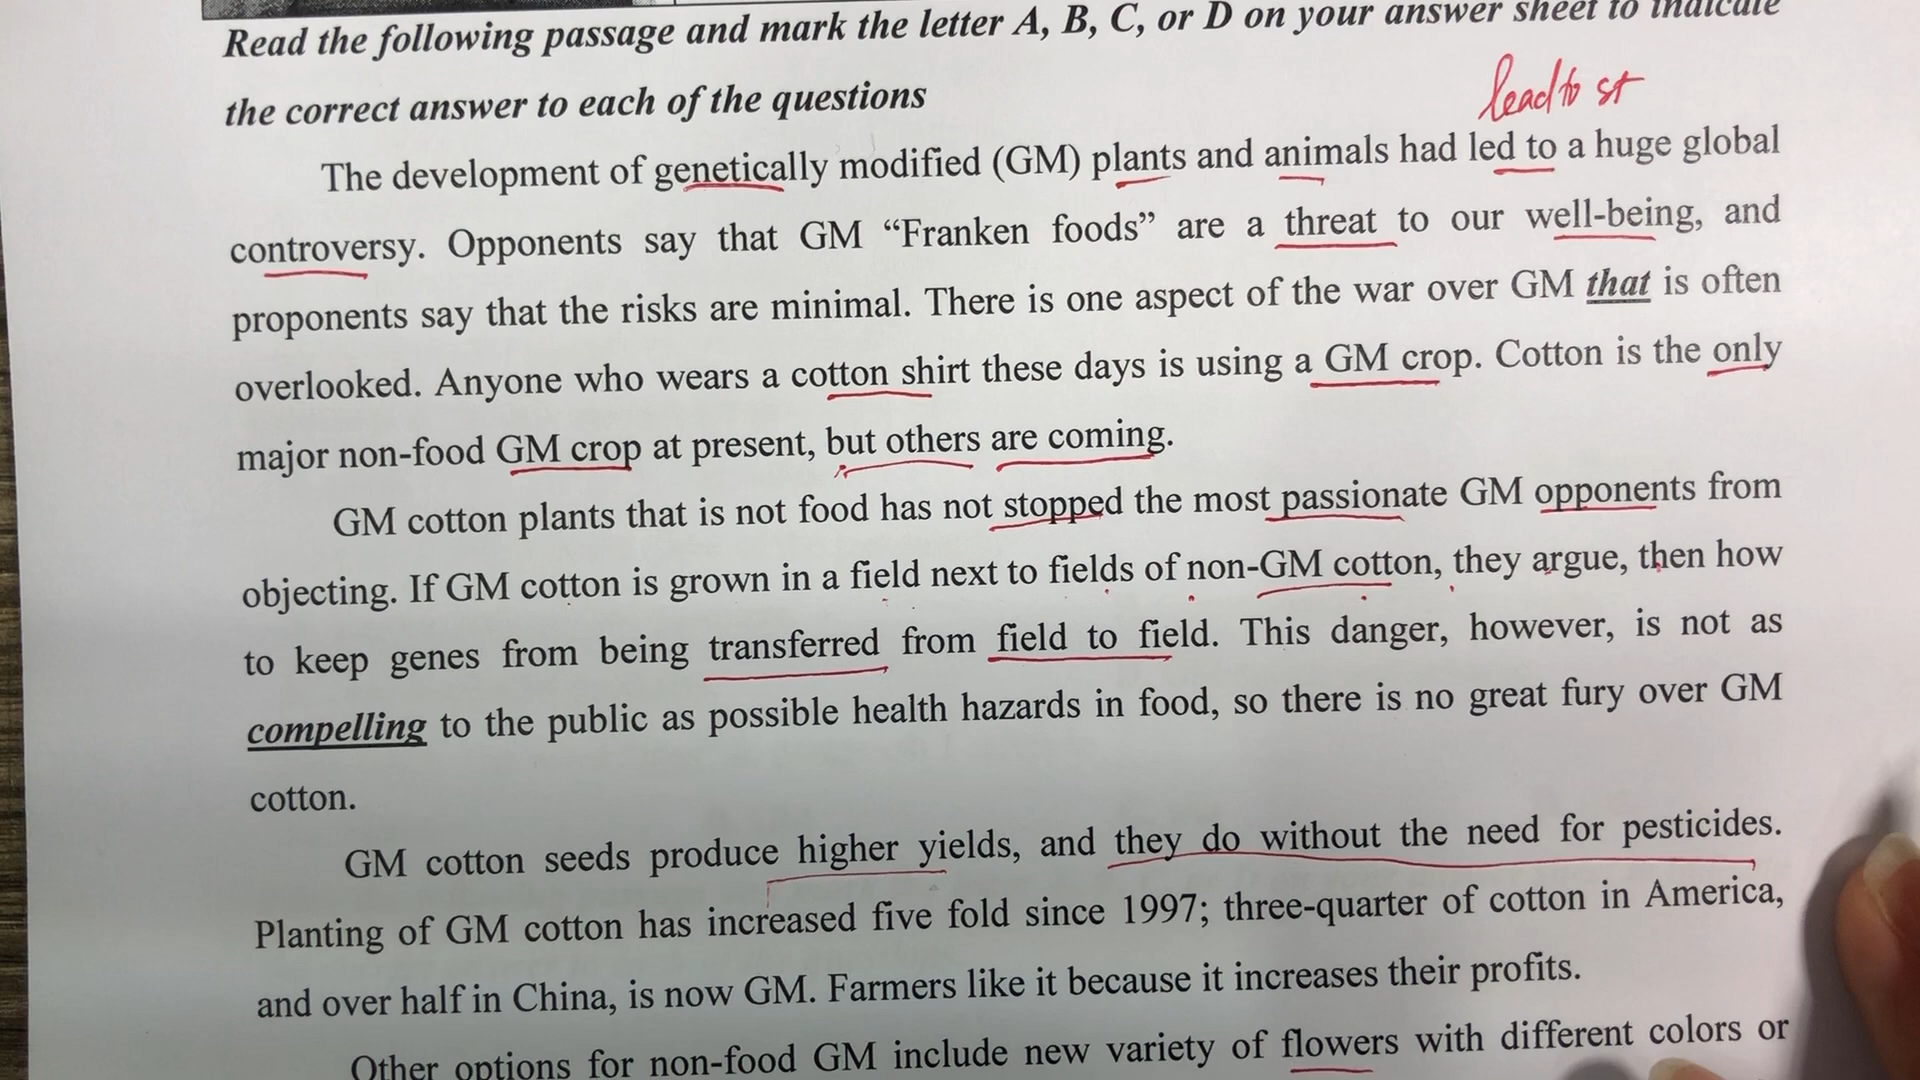 Read the following passage and mark the letter A, B, C, or D on your answer sheet to indicate
the correct answer to each of the questions
lead to st
The development of genetically modified (GM) plants and animals had led to a huge global
controversy. Opponents say that GM “Franken foods” are a threat to our well-being, and
proponents say that the risks are minimal. There is one aspect of the war over GM that is often
overlooked. Anyone who wears a cotton shirt these days is using a GM crop. Cotton is the only
major non-food GM crop at present, but others are coming.
GM cotton plants that is not food has not stopped the most passionate GM opponents from
objecting. If GM cotton is grown in a field next to fields of non-GM cotton, they argue, then how
to keep genes from being transferred from field to field. This danger, however, is not as
compelling to the public as possible health hazards in food, so there is no great fury over GM
cotton.
GM cotton seeds produce higher yields, and they do without the need for pesticides.
Planting of GM cotton has increased five fold since 1997; three-quarter of cotton in America,
and over half in China, is now GM. Farmers like it because it increases their profits.
Other options for non-food GM include new variety of flowers with different colors or